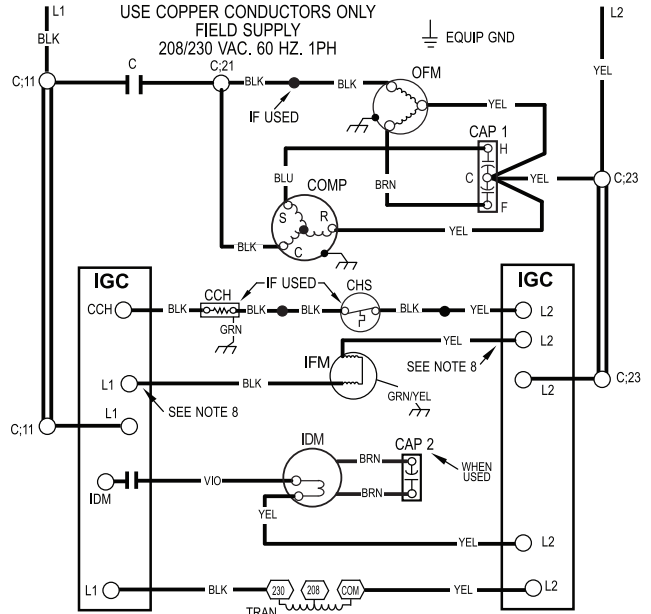 L1
USE COPPER CONDUCTORS ONLY
FIELD SUPPLY
208/230 VAC. 60 HZ. 1PH
EQUIP GND
L2
BLK
YEL
C;11
C
C;21
BLK
BLK
OFM
IF USED
YEL
CAP 1
H
C
F
BLU
BRN
YEL
C;23
COMP
S
R
C
BLK
YEL
IGC
IGC
CCH
BLK
CCH
IF USED
BLK
BLK
CHS
BLK
YEL
L2
GRN
YEL
L2
IFM
SEE NOTE 8
L1
BLK
GRN/YEL
L2
C;23
SEE NOTE 8
C;11
L1
IDM
BRN
CAP 2
WHEN
USED
IDM
VIO
BRN
YEL
YEL
L2
L1
BLK
230
208
COM
YEL
L2
TRAN